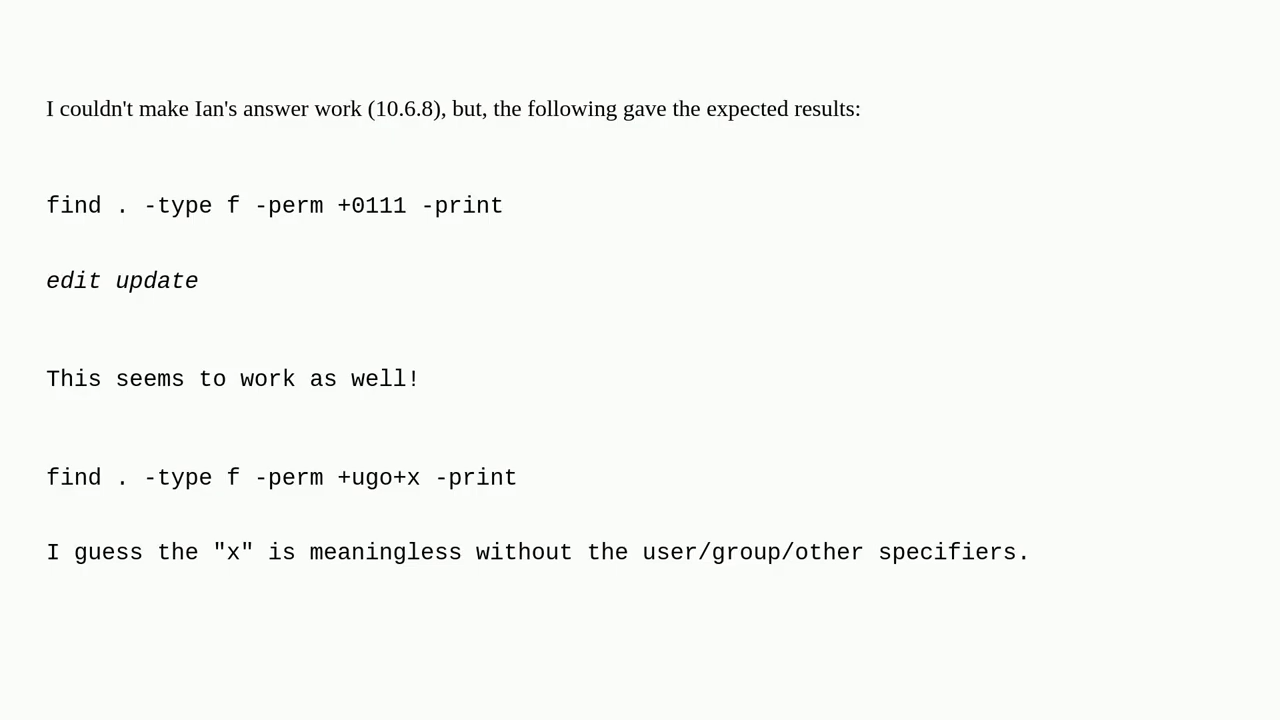 I couldn't make Ian's answer work (10.6.8), but, the following gave the expected results:
find . -type f -perm +0111 -print
edit update
This seems to work as well!
find . -type f -perm +ugo+x -print
I guess the "x" is meaningless without the user/group/other specifiers.